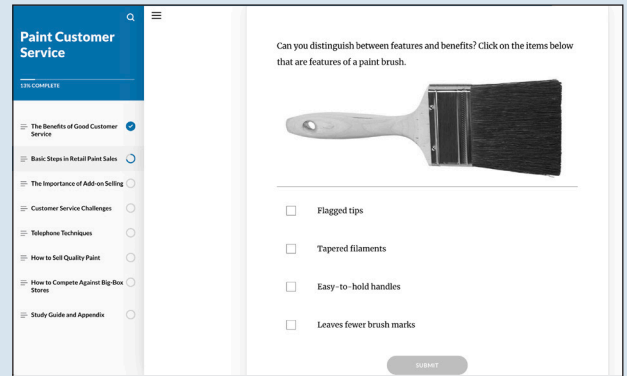 Paint Customer
Service
13% COMPLETE
The Benefits of Good Customer
Service
Basic Steps in Retail Paint Sales
The Importance of Add-on Selling
Customer Service Challenges
Telephone Techniques
How to Sell Quality Paint
How to Compete Against Big-Box
Stores
Study Guide and Appendix
Can you distinguish between features and benefits? Click on the items below
that are features of a paint brush.
Flagged tips
Tapered filaments
Easy-to-hold handles
Leaves fewer brush marks
SUBMIT